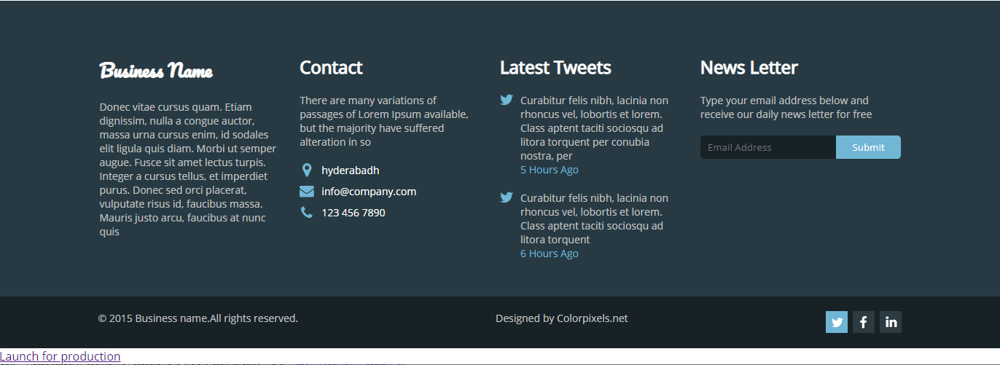 Business Name
Donec vitae cursus quam. Etiam
dignissim, nulla a congue auctor,
massa urna cursus enim, id sodales
elit ligula quis diam. Morbi ut semper
augue. Fusce sit amet lectus turpis.
Integer a cursus tellus, et imperdiet
purus. Donec sed orci placerat,
vulputate risus id, faucibus massa.
Mauris justo arcu, faucibus at nunc
quis
Contact
There are many variations of
passages of Lorem Ipsum available,
but the majority have suffered
alteration in so
hyderabadh
info@company.com
123 456 7890
Latest Tweets
Curabitur felis nibh, lacinia non
rhoncus vel, lobortis et lorem.
Class aptent taciti sociosqu ad
litora torquent per conubia
nostra, per
5 Hours Ago
Curabitur felis nibh, lacinia non
rhoncus vel, lobortis et lorem.
Class aptent taciti sociosqu ad
litora torquent
6 Hours Ago
News Letter
Type your email address below and
receive our daily news letter for free
Email Address Submit
© 2015 Business name.All rights reserved.
Designed by Colorpixels.net
Launch for production